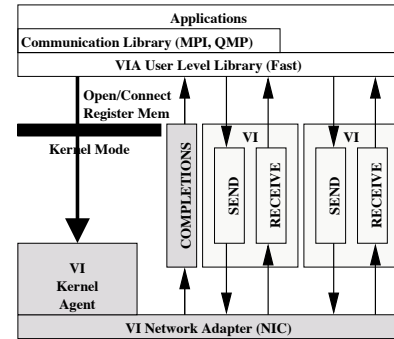 Applications
Communication Library (MPI, QMP)
VIA User Level Library (Fast)
Open/Connect
Register Mem
Kernel Mode
COMPLETIONS
VI
SEND
RECEIVE
VI
SEND
RECEIVE
VI
Kernel
Agent
VI Network Adapter (NIC)